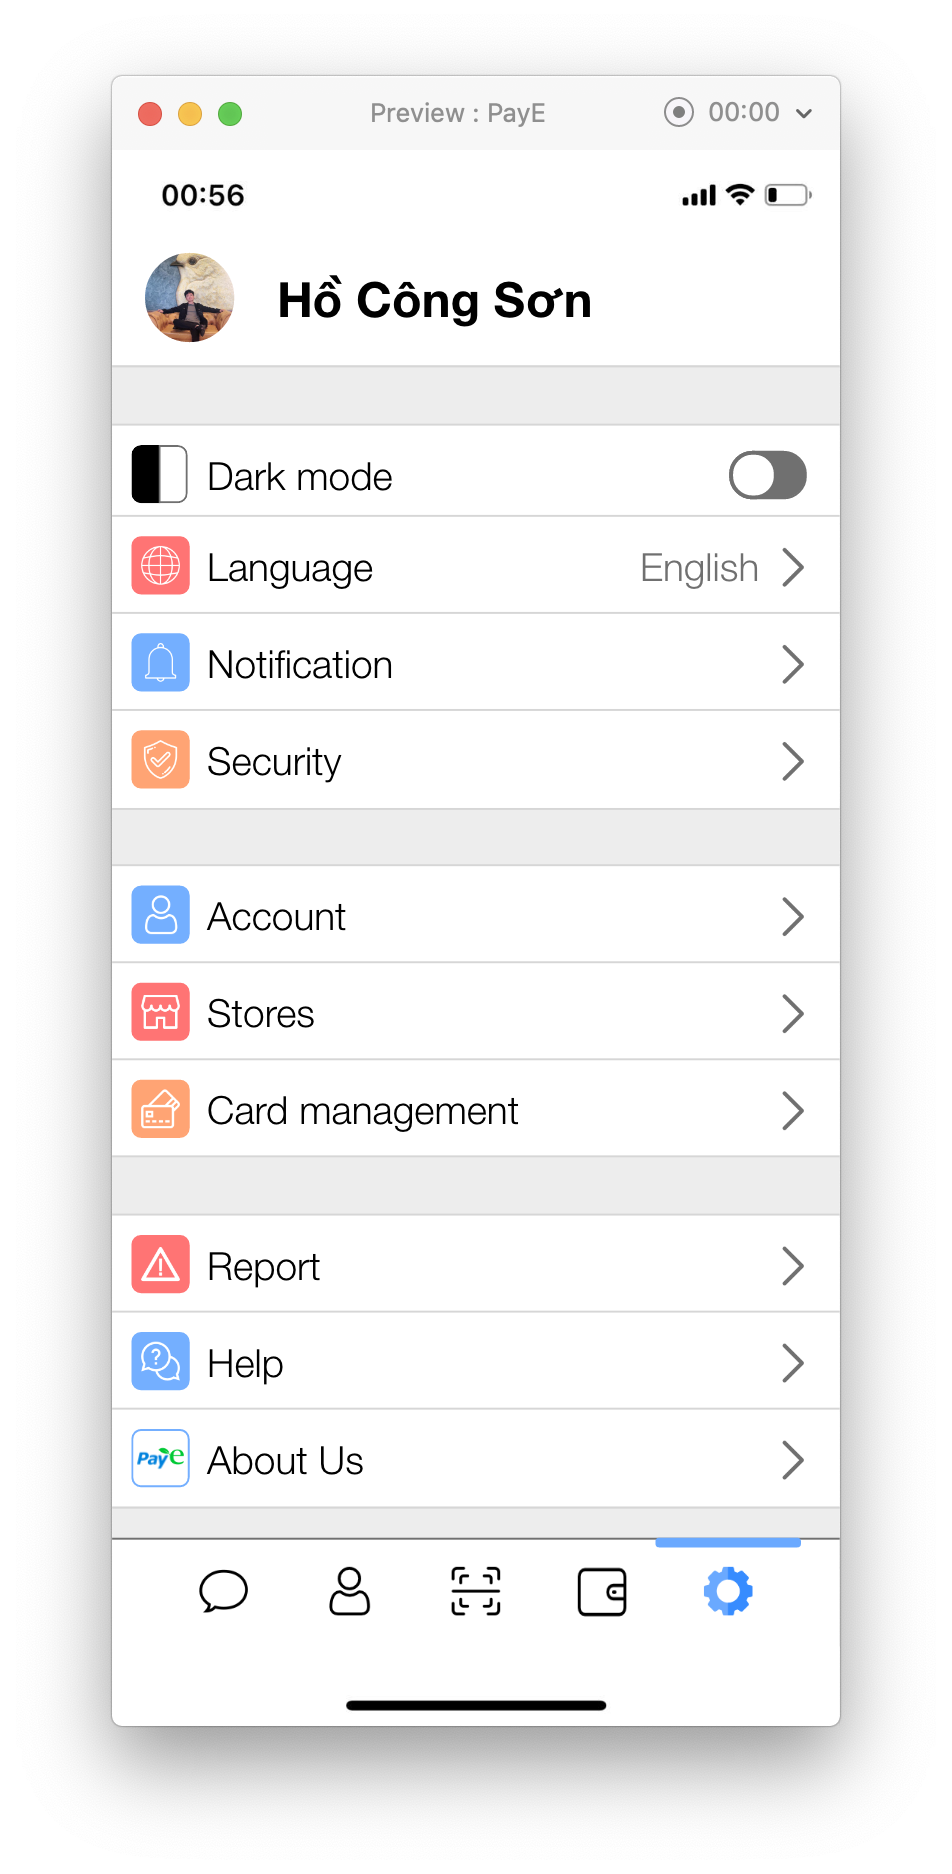 Preview : PayE
00:00
00:56
Hồ Công Sơn
Dark mode
Language
English
Notification
Security
Account
Stores
Card management
Report
Help
PayE
About Us